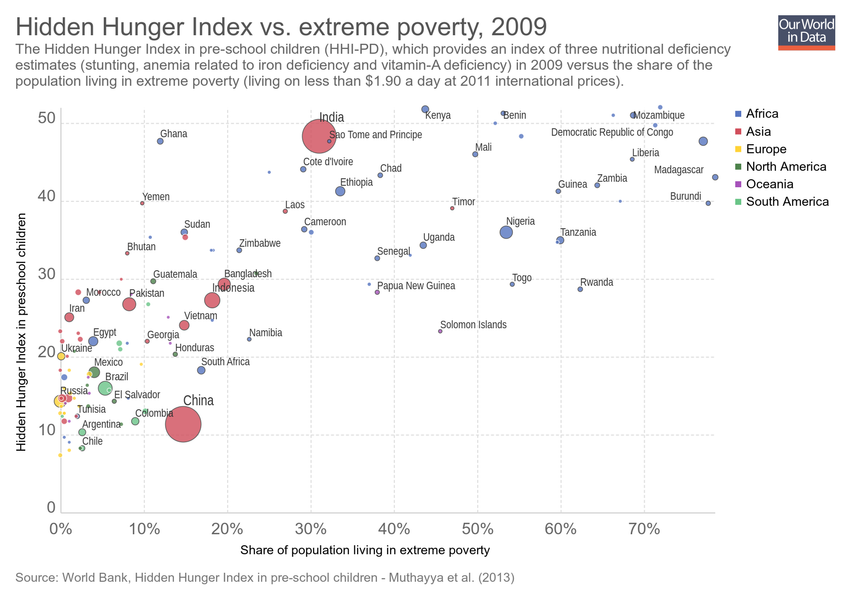 Hidden Hunger Index vs. extreme poverty, 2009
Our World
in Data
The Hidden Hunger Index in pre-school children (HHI-PD), which provides an index of three nutritional deficiency
estimates (stunting, anemia related to iron deficiency and vitamin-A deficiency) in 2009 versus the share of the
population living in extreme poverty (living on less than $1.90 a day at 2011 international prices).
Hidden Hunger Index in preschool children
50
40
30
20
10
0
India
Kenya
Benin
Mozambique
Ghana
Sao Tome and Principe
Democratic Republic of Congo
Mali
Liberia
Cote d'Ivoire
Chad
Madagascar
Ethiopia
Guinea
Zambia
Yemen
Laos
Timor
Burundi
Sudan
Cameroon
Nigeria
Bhutan
Zimbabwe
Senegal
Uganda
Tanzania
Guatemala
Bangladesh
Togo
Rwanda
Morocco
Pakistan
Indonesia
Papua New Guinea
Iran
Vietnam
Solomon Islands
Egypt
Georgia
Namibia
Ukraine
Honduras
Mexico
South Africa
Brazil
Russia
El Salvador
China
Tunisia
Colombia
Argentina
Chile
0%
10%
20%
30%
40%
50%
60%
70%
Share of population living in extreme poverty
Africa
Asia
Europe
North America
Oceania
South America
Source: World Bank, Hidden Hunger Index in pre-school children - Muthayya et al. (2013)